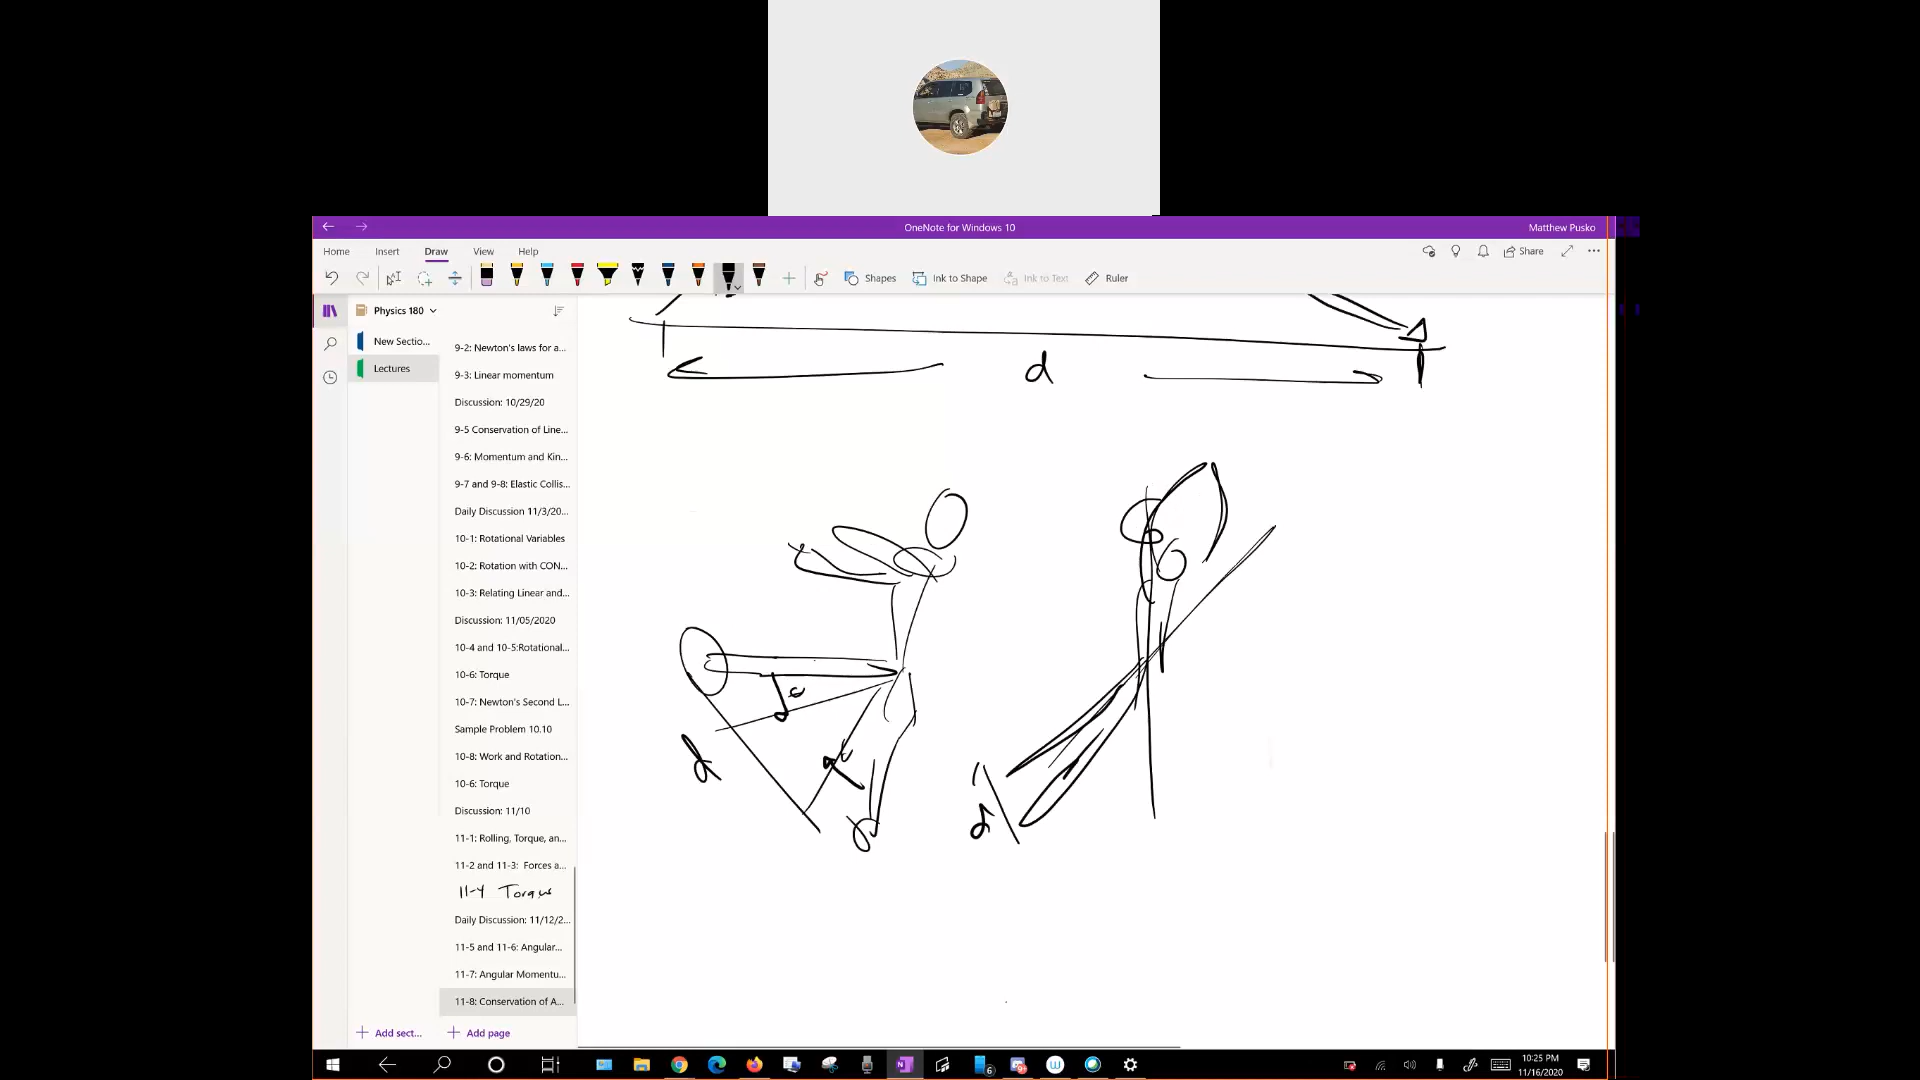 OneNote for Windows 10
Matthew Pusko
Home Insert Draw View Help
Share
Shapes
Ink to Shape
Ink to Text
Ruler
Physics 180
New Sectio...
Lectures
9-2: Newton's laws for a...
9-3: Linear momentum
Discussion: 10/29/20
9-5 Conservation of Line...
9-6: Momentum and Kin...
9-7 and 9-8: Elastic Collis...
Daily Discussion 11/3/20...
10-1: Rotational Variables
10-2: Rotation with CON...
10-3: Relating Linear and...
Discussion: 11/05/2020
10-4 and 10-5:Rotational...
10-6: Torque
10-7: Newton's Second L...
Sample Problem 10.10
10-8: Work and Rotation...
10-6: Torque
Discussion: 11/10
11-1: Rolling, Torque, an...
11-2 and 11-3: Forces a...
11-4 Torque
Daily Discussion: 11/12/2...
11-5 and 11-6: Angular...
11-7: Angular Momentu...
11-8: Conservation of A...
Add sect...
Add page
d
d
d
6
10:25 PM
11/16/2020